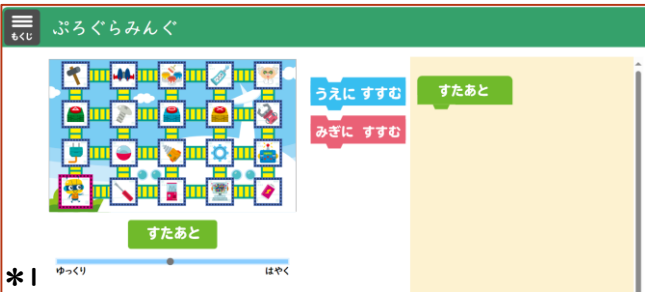 もくじ
ぷろぐらみんぐ
うえに すすむ
みぎに すすむ
すたあと
すたあと
ゆっくり
はやく
*1